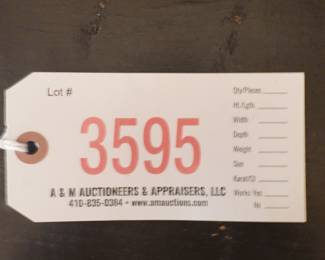 Lot #
3595
A & M AUCTIONEERS & APPRAISERS, LLC
410-835-0384 • www.amauctions.com
Qty/Pieces
Ht./Lgth.
Width
Depth
Weight
Size
Karat/Ct
Works: Yes
No